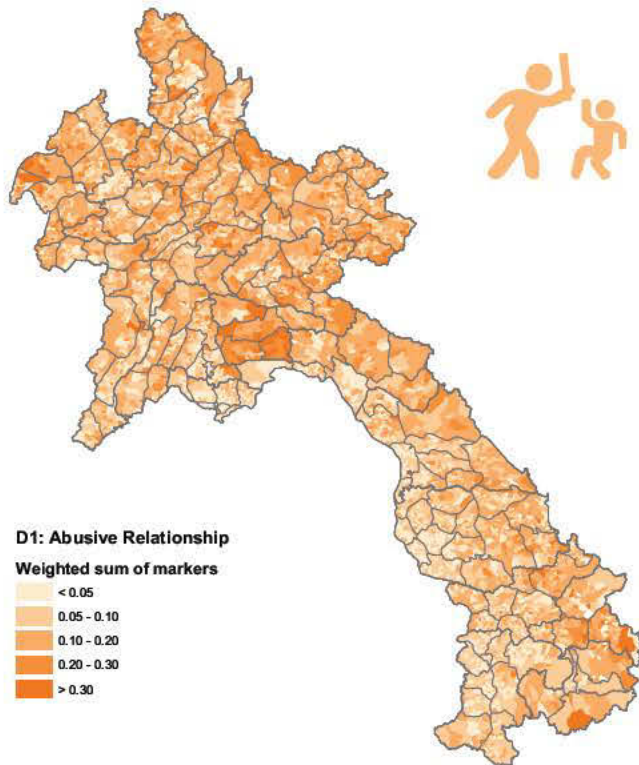 D1: Abusive Relationship
Weighted sum of markers
< 0.05
0.05 - 0.10
0.10 - 0.20
0.20 - 0.30
> 0.30